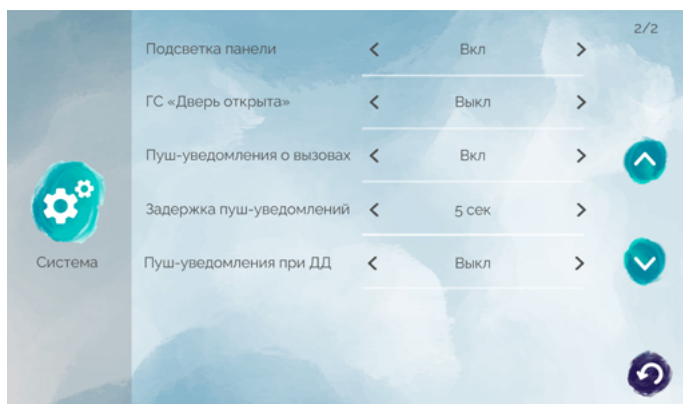 2/2
Подсветка панели < Вкл >
ГС «Дверь открыта» < Выкл >
Пуш-уведомления о вызовах < Вкл >
Задержка пуш-уведомлений < 5 сек >
Система
Пуш-уведомления при ДД < Выкл >